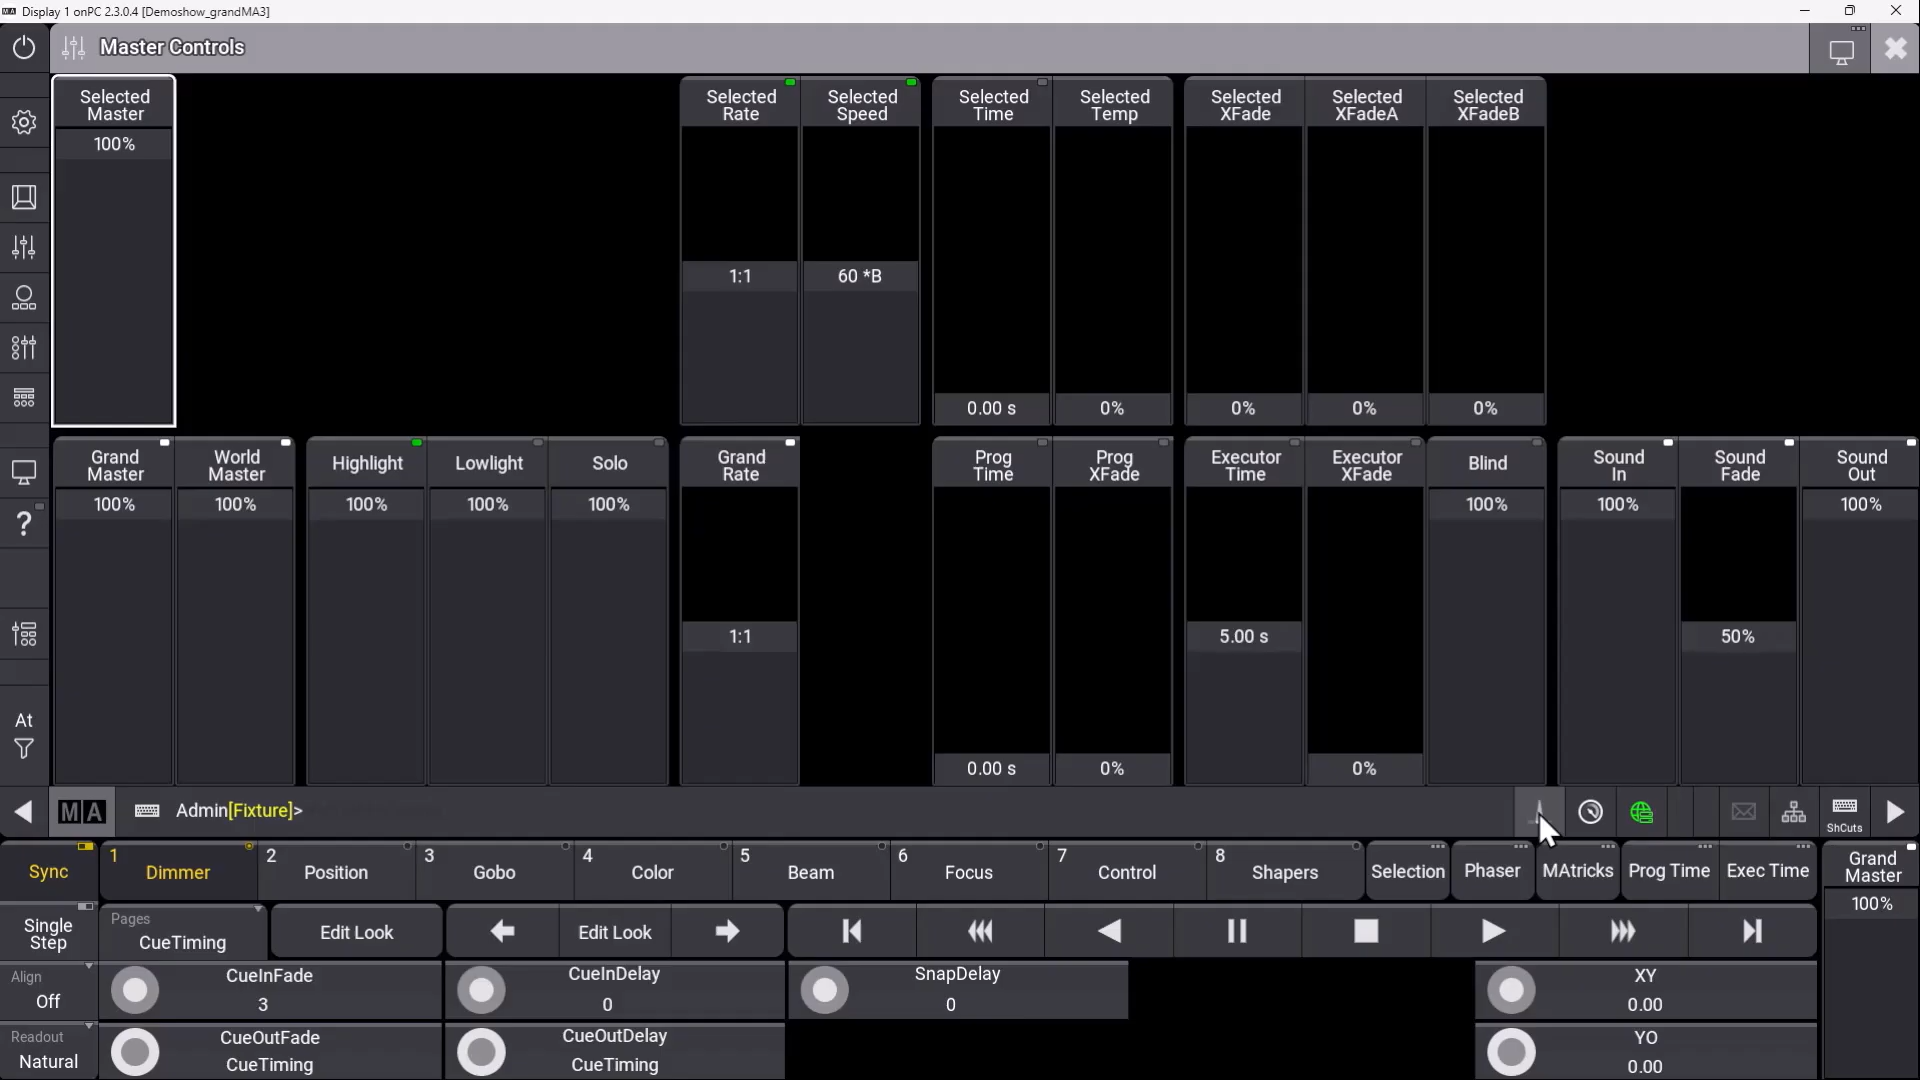 Display 1 onPC 2.3.0.4 [Demoshow_grandMA3]
Master Controls
Selected
Master
100%
Selected
Rate
1:1
Selected
Speed
60 *B
Selected
Time
0.00 s
Selected
Temp
0%
Selected
XFade
0%
Selected
XFadeA
0%
Selected
XFadeB
0%
Grand
Master
100%
World
Master
100%
Highlight
100%
Lowlight
100%
Solo
100%
Grand
Rate
1:1
Prog
Time
0.00 s
Prog
XFade
0%
Executor
Time
5.00 s
Executor
XFade
0%
Blind
100%
Sound
In
100%
Sound
Fade
50%
Sound
Out
100%
?
At
MA
Admin[Fixture]>
ShCuts
Sync
1
Dimmer
2
Position
3
Gobo
4
Color
5
Beam
6
Focus
7
Control
8
Shapers
Selection
Phaser
MAtricks
Prog Time
Exec Time
Grand
Master
100%
Single
Step
Pages
CueTiming
Edit Look
Edit Look
Align
Off
CueInFade
3
CueInDelay
0
SnapDelay
0
XY
0.00
Readout
Natural
CueOutFade
CueTiming
CueOutDelay
CueTiming
YO
0.00